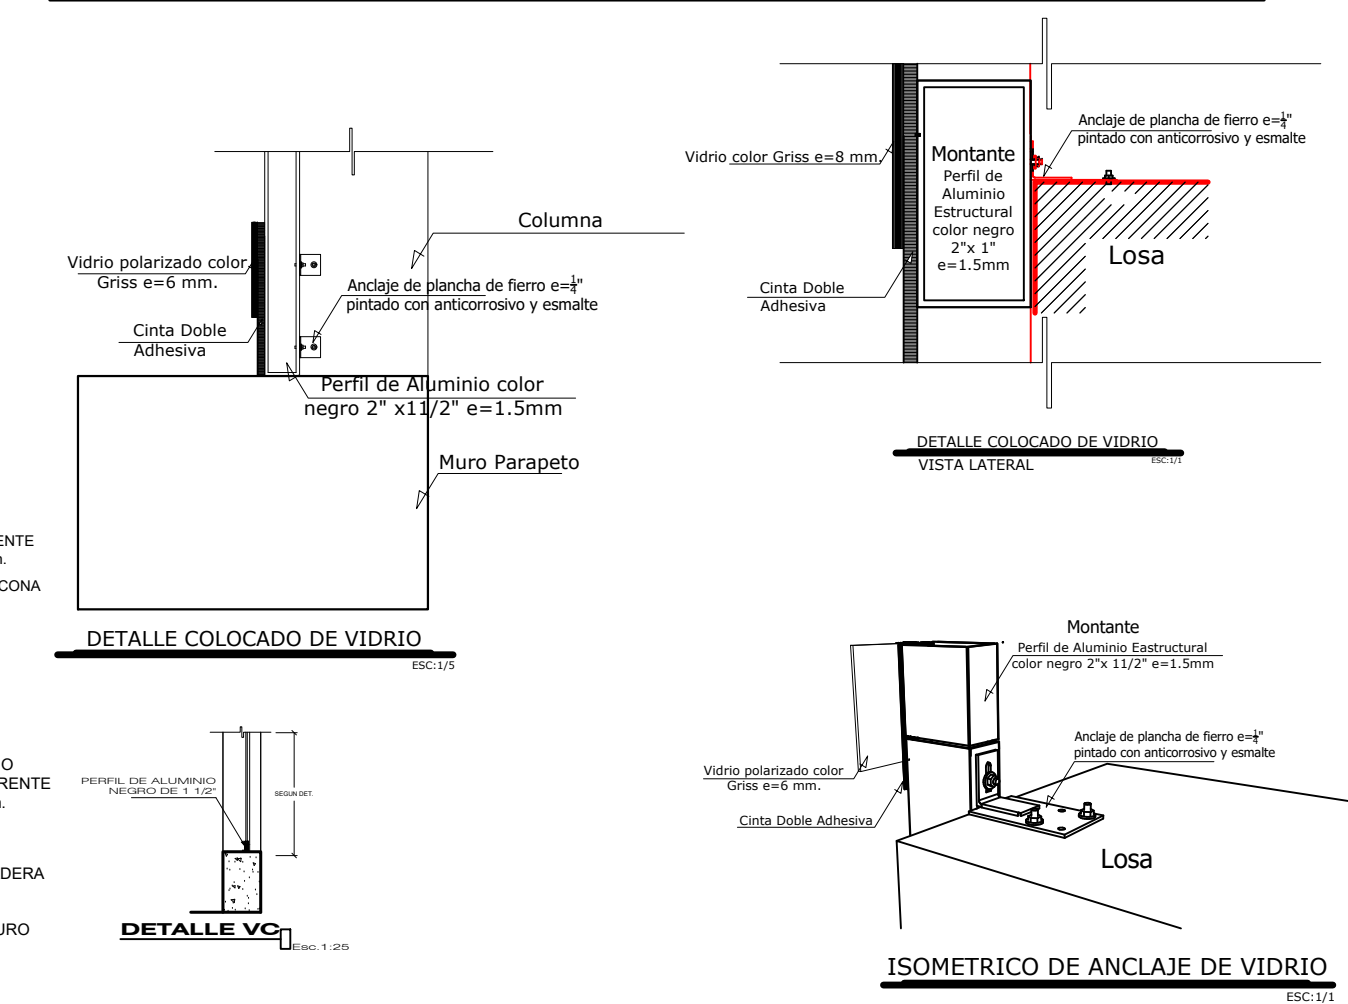 Columna
Vidrio polarizado color
Griss e=6 mm.
Anclaje de plancha de fierro e=1/4"
pintado con anticorrosivo y esmalte
Cinta Doble
Adhesiva
Perfil de Aluminio color
negro 2" x11/2" e=1.5mm
Muro Parapeto
DETALLE COLOCADO DE VIDRIO
ESC:1/5
Anclaje de plancha de fierro e=1/4"
pintado con anticorrosivo y esmalte
Vidrio color Griss e=8 mm.
Montante
Perfil de
Aluminio
Estructural
color negro
2"x 1"
e=1.5mm
Losa
Cinta Doble
Adhesiva
DETALLE COLOCADO DE VIDRIO
VISTA LATERAL
ESC:1/1
ENTE
CONA
O
RENTE
DERA
URO
PERFIL DE ALUMINIO
NEGRO DE 1 1/2"
SEGUN DET.
DETALLE VC
Esc.1:25
Montante
Perfil de Aluminio Eastructural
color negro 2"x 11/2" e=1.5mm
Anclaje de plancha de fierro e=1/4"
pintado con anticorrosivo y esmalte
Vidrio polarizado color
Griss e=6 mm.
Cinta Doble Adhesiva
Losa
ISOMETRICO DE ANCLAJE DE VIDRIO
ESC:1/1